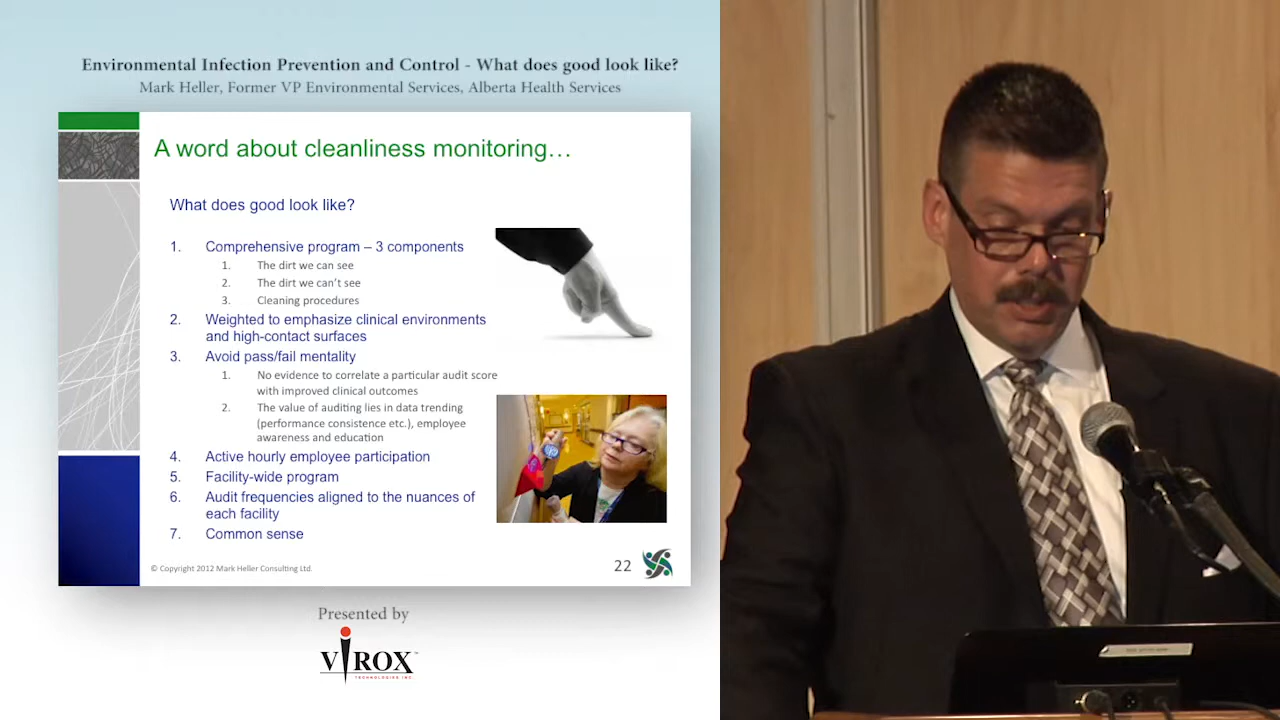 Environmental Infection Prevention and Control - What does good look like?
Mark Heller, Former VP Environmental Services, Alberta Health Services
A word about cleanliness monitoring…
What does good look like?
1. Comprehensive program – 3 components
1. The dirt we can see
2. The dirt we can't see
3. Cleaning procedures
2. Weighted to emphasize clinical environments
and high-contact surfaces
3. Avoid pass/fail mentality
1. No evidence to correlate a particular audit score
with improved clinical outcomes
2. The value of auditing lies in data trending
(performance consistence etc.), employee
awareness and education
4. Active hourly employee participation
5. Facility-wide program
6. Audit frequencies aligned to the nuances of
each facility
7. Common sense
© Copyright 2012 Mark Heller Consulting Ltd.
22
Presented by
VIROX™
TECHNOLOGIES INC.